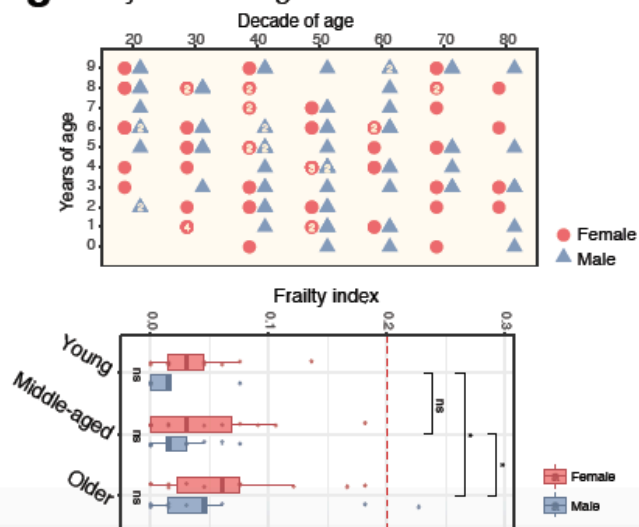 Decade of age
20 30 40 50 60 70 80
Years of age
9 2
8 2 2 2
7 2
6 2 2 2
5 2 2
4 3 2
3
2 2
1 4 2
0
Female
Male
Frailty index
0.0 0.1 0.2 0.3
Young
ns
Middle-aged
ns
ns
*
*
Older
ns
Female
Male